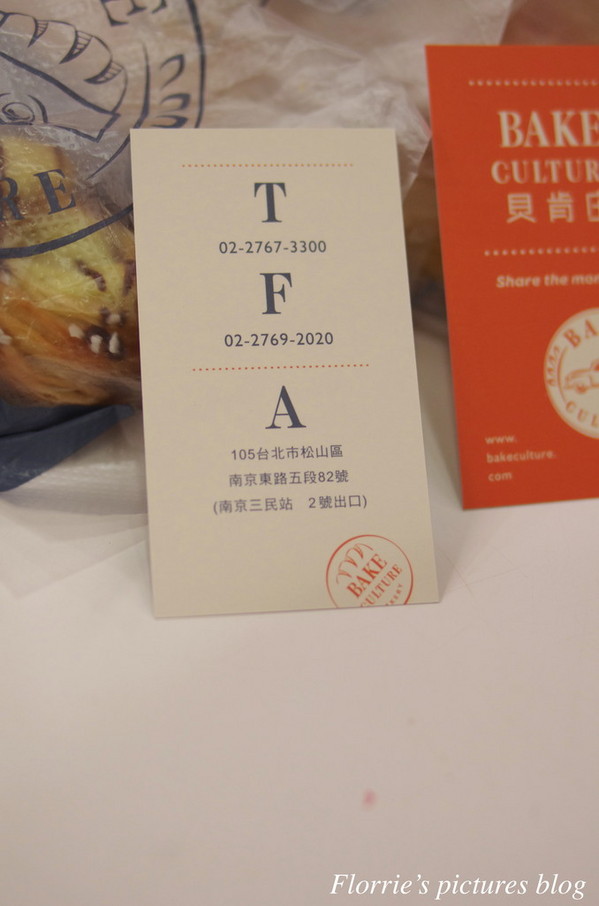 RE
T
02-2767-3300
F
02-2769-2020
A
105台北市松山區
南京東路五段82號
(南京三民站 2號出口)
BAKE
CULTURE
BAKE
CULTUR
貝肯
Share the
www.
bakeculture.
com
Florrie's pictures blog